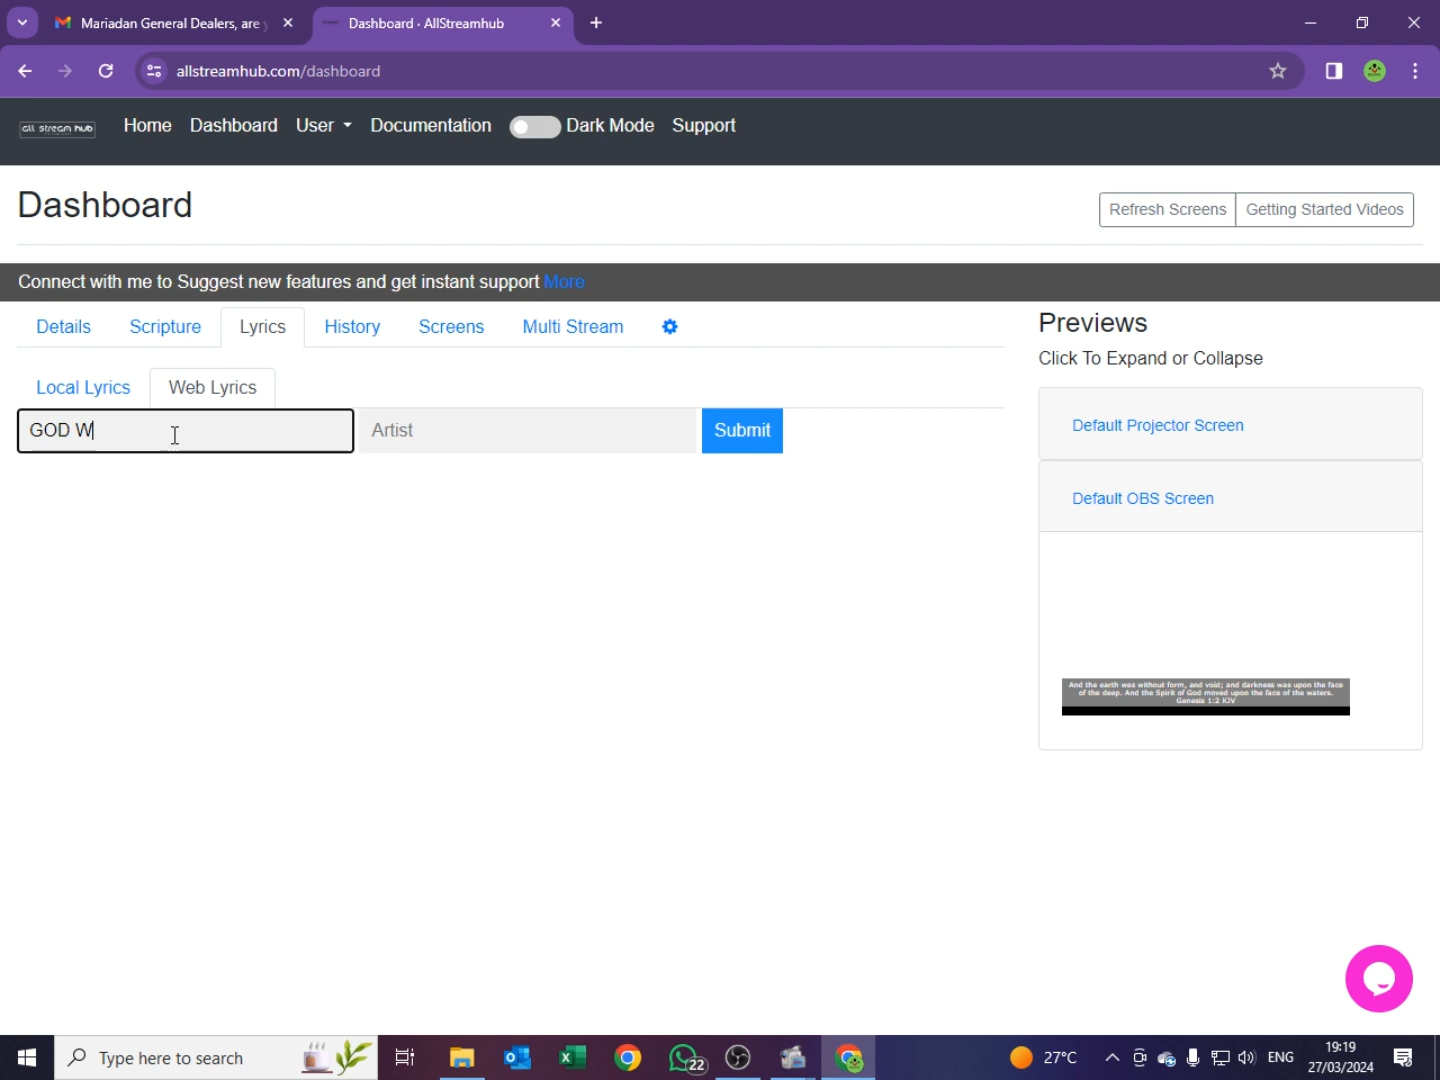 Mariadan General Dealers, are
Dashboard · AllStreamhub
allstreamhub.com/dashboard
all stream hub
Home Dashboard User Documentation Dark Mode Support
Dashboard
Refresh Screens Getting Started Videos
Connect with me to Suggest new features and get instant support More
Details Scripture Lyrics History Screens Multi Stream
Local Lyrics Web Lyrics
GOD W Artist Submit
Previews
Click To Expand or Collapse
Default Projector Screen
Default OBS Screen
And the earth was without form, and void; and darkness was upon the face
of the deep. And the Spirit of God moved upon the face of the waters.
Genesis 1:2 KJV
Type here to search
22
27°C
ENG
19:19
27/03/2024